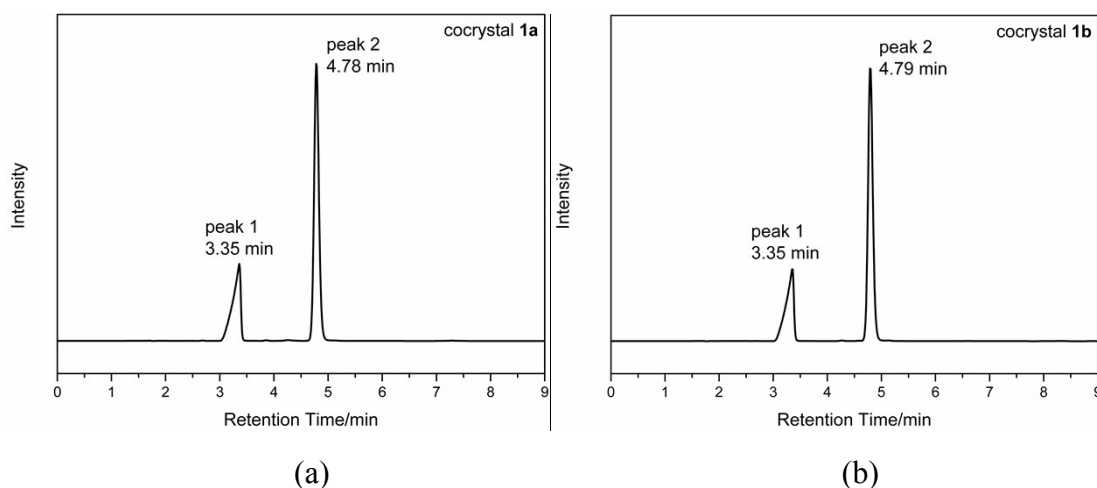 cocrystal 1a
peak 2
4.78 min
peak 1
3.35 min
Intensity
0 1 2 3 4 5 6 7 8 9
Retention Time/min
(a)
cocrystal 1b
peak 2
4.79 min
peak 1
3.35 min
Intensity
0 1 2 3 4 5 6 7 8 9
Retention Time/min
(b)